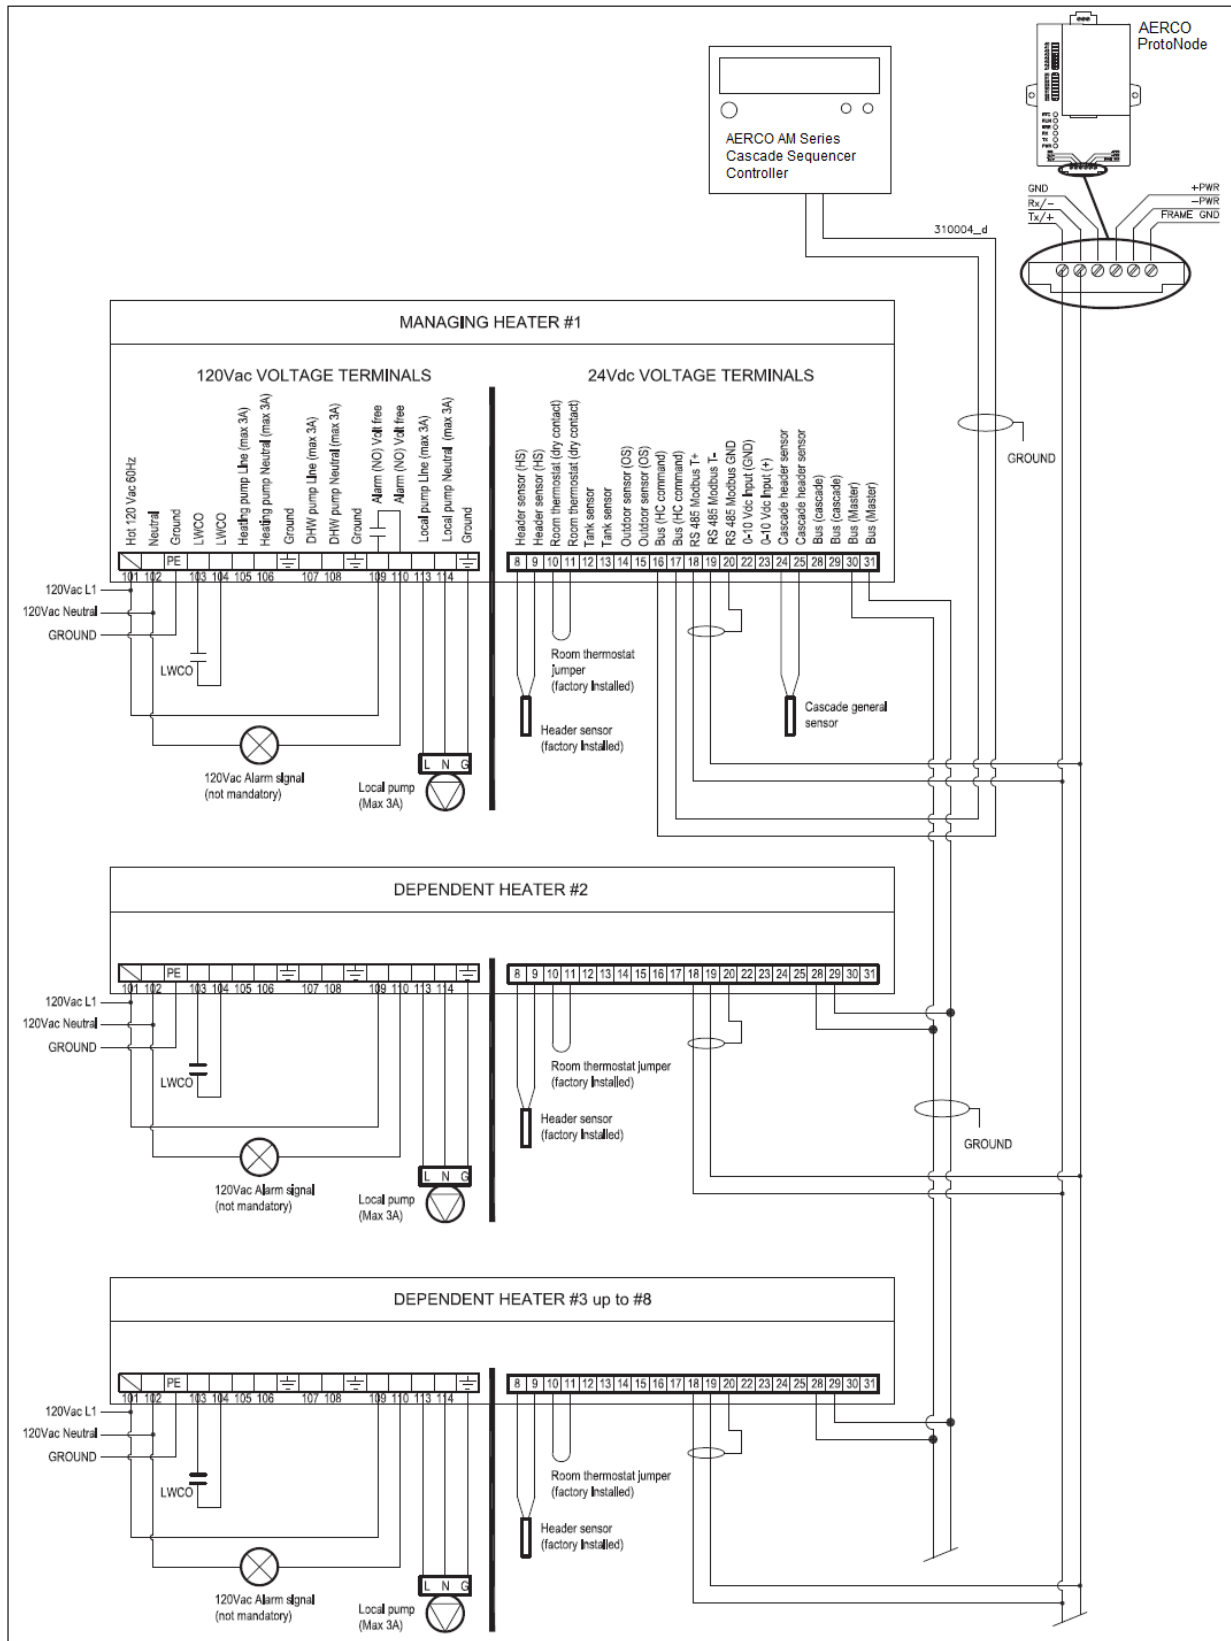 AERCO
ProtoNode
AERCO AM Series
Cascade Sequencer
Controller
GND
Rx/-
Tx/+
+PWR
-PWR
FRAME GND
310004_d
MANAGING HEATER #1
120Vac VOLTAGE TERMINALS
24Vdc VOLTAGE TERMINALS
Hot 120 Vac 60Hz
Neutral
Ground
LWCO
LWCO
Heating pump Line (max 3A)
Heating pump Neutral (max 3A)
Ground
DHW pump Line (max 3A)
DHW pump Neutral (max 3A)
Ground
Alarm (NO) Volt free
Alarm (NO) Volt free
Local pump Line (max 3A)
Local pump Neutral (max 3A)
Ground
Header sensor (HS)
Header sensor (HS)
Room thermostat (dry contact)
Room thermostat (dry contact)
Tank sensor
Tank sensor
Outdoor sensor (OS)
Outdoor sensor (OS)
Bus (HC command)
Bus (HC command)
RS 485 Modbus T+
RS 485 Modbus T-
RS 485 Modbus GND
0-10 Vdc Input (GND)
0-10 Vdc Input (+)
Cascade header sensor
Cascade header sensor
Bus (cascade)
Bus (cascade)
Bus (Master)
Bus (Master)
GROUND
PE
8 9 10 11 12 13 14 15 16 17 18 19 20 22 23 24 25 28 29 30 31
101 102 103 104 105 106 107 108 109 110 113 114
120Vac L1
120Vac Neutral
GROUND
LWCO
Room thermostat
jumper
(factory Installed)
Header sensor
(factory Installed)
Cascade general
sensor
120Vac Alarm signal
(not mandatory)
L N G
Local pump
(Max 3A)
DEPENDENT HEATER #2
PE
8 9 10 11 12 13 14 15 16 17 18 19 20 22 23 24 25 28 29 30 31
101 102 103 104 105 106 107 108 109 110 113 114
120Vac L1
120Vac Neutral
GROUND
LWCO
Room thermostat jumper
(factory Installed)
Header sensor
(factory Installed)
GROUND
120Vac Alarm signal
(not mandatory)
L N G
Local pump
(Max 3A)
DEPENDENT HEATER #3 up to #8
PE
8 9 10 11 12 13 14 15 16 17 18 19 20 22 23 24 25 28 29 30 31
101 102 103 104 105 106 107 108 109 110 113 114
120Vac L1
120Vac Neutral
GROUND
LWCO
Room thermostat jumper
(factory Installed)
Header sensor
(factory Installed)
120Vac Alarm signal
(not mandatory)
L N G
Local pump
(Max 3A)